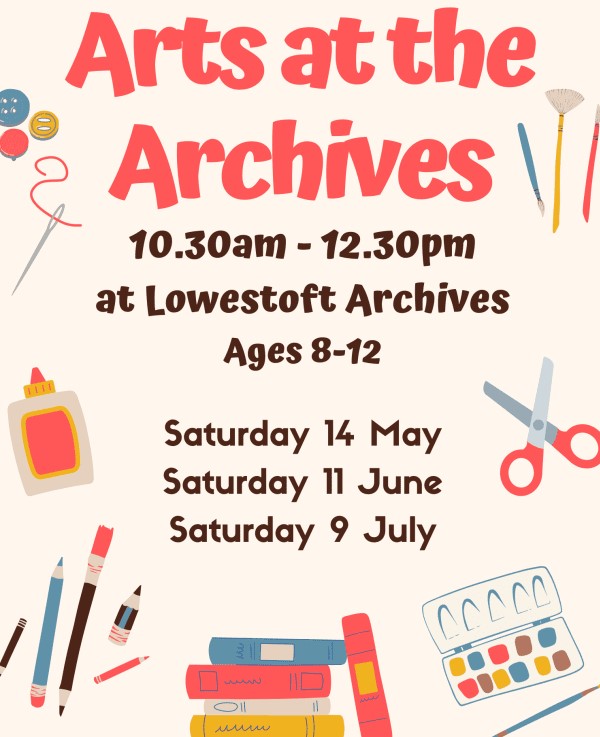 Arts at the
Archives
10.30am - 12.30pm
at Lowestoft Archives
Ages 8-12
Saturday 14 May
Saturday 11 June
Saturday 9 July